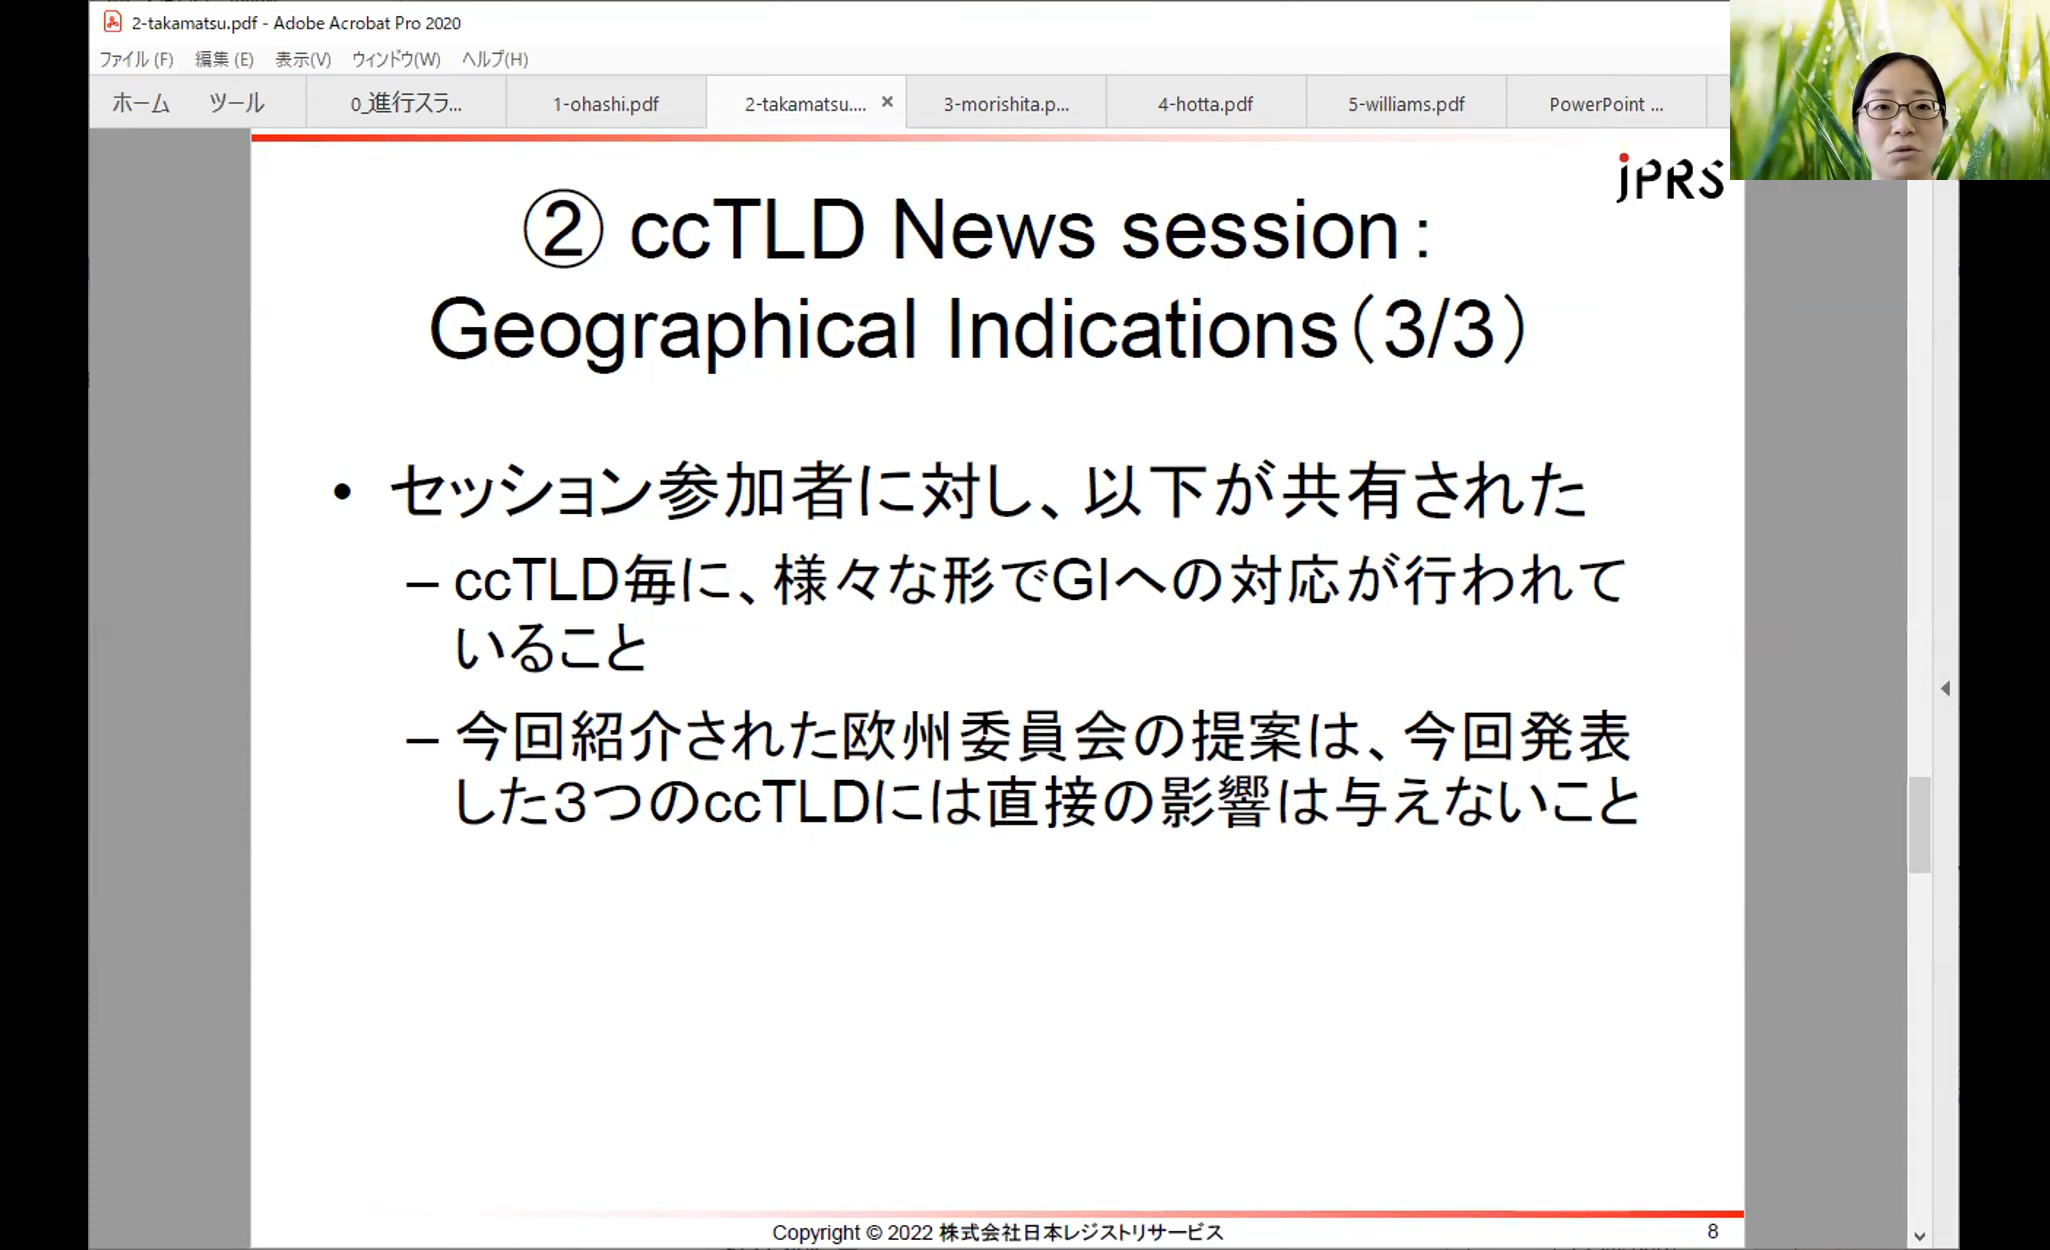 2-takamatsu.pdf - Adobe Acrobat Pro 2020
ファイル(F) 編集(E) 表示(V) ウィンドウ(W) ヘルプ(H)
ホーム ツール 0_進行スラ... 1-ohashi.pdf 2-takamatsu.... × 3-morishita.p... 4-hotta.pdf 5-williams.pdf PowerPoint ...
jPRS
② ccTLD News session:
Geographical Indications(3/3)
• セッション参加者に対し、以下が共有された
– ccTLD毎に、様々な形でGIへの対応が行われて
いること
– 今回紹介された欧州委員会の提案は、今回発表
した3つのccTLDには直接の影響は与えないこと
Copyright © 2022 株式会社日本レジストリサービス
8